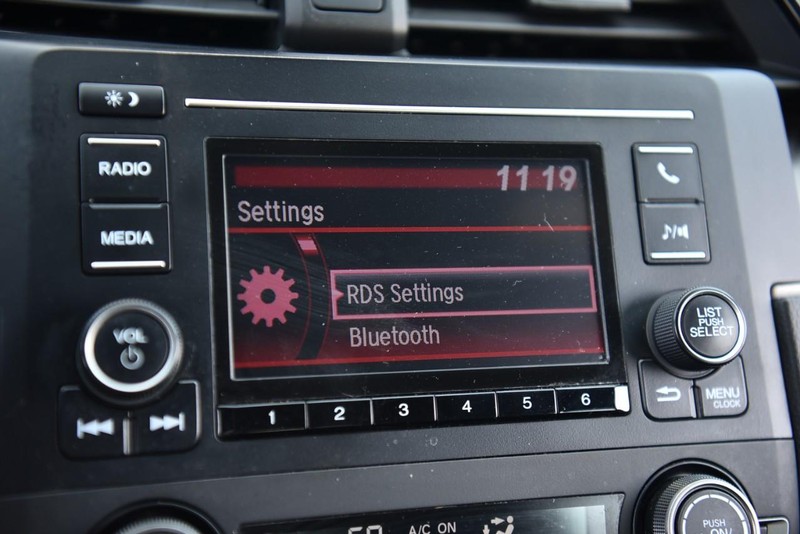 RADIO
MEDIA
VOL
11 19
Settings
RDS Settings
Bluetooth
1 2 3 4 5 6
LIST
PUSH
SELECT
MENU
CLOCK
A/C ON
PUSH
ON/